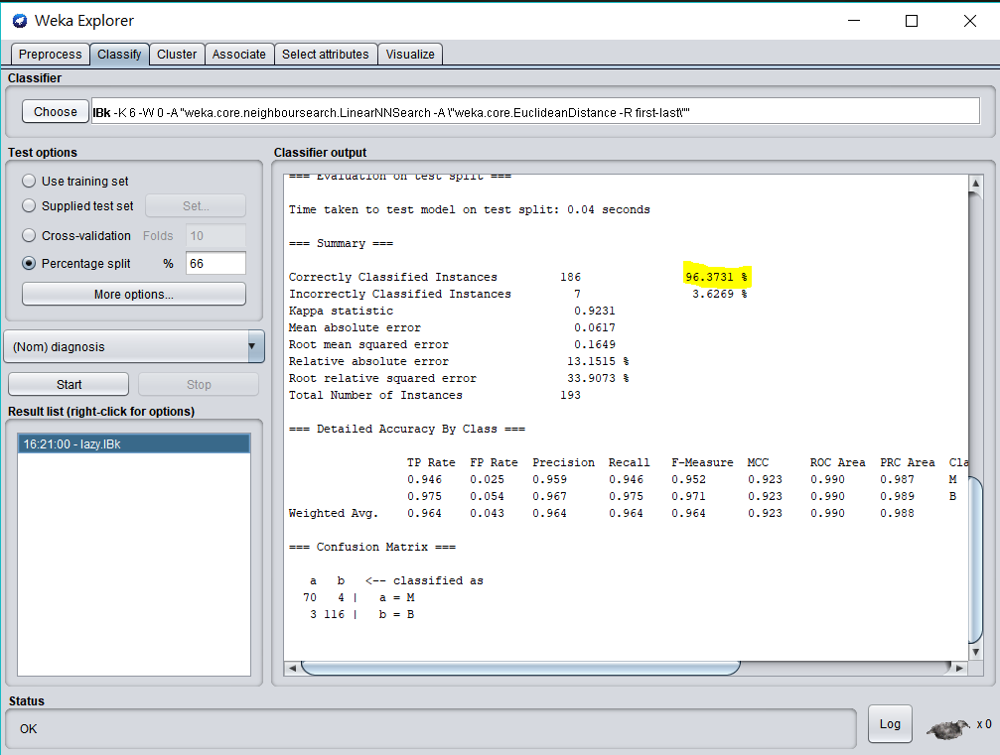 Weka Explorer
Preprocess Classify Cluster Associate Select attributes Visualize
Classifier
Choose IBk -K 6 -W 0 -A "weka.core.neighboursearch.LinearNNSearch -A \"weka.core.EuclideanDistance -R first-last\""
Test options
Use training set
Supplied test set Set...
Cross-validation Folds 10
Percentage split % 66
More options...
(Nom) diagnosis
Start Stop
Result list (right-click for options)
16:21:00 - lazy.IBk
Classifier output
=== Evaluation on test split ===
Time taken to test model on test split: 0.04 seconds
=== Summary ===
Correctly Classified Instances 186 96.3731 %
Incorrectly Classified Instances 7 3.6269 %
Kappa statistic 0.9231
Mean absolute error 0.0617
Root mean squared error 0.1649
Relative absolute error 13.1515 %
Root relative squared error 33.9073 %
Total Number of Instances 193
=== Detailed Accuracy By Class ===
TP Rate FP Rate Precision Recall F-Measure MCC ROC Area PRC Area Cla
0.946 0.025 0.959 0.946 0.952 0.923 0.990 0.987 M
0.975 0.054 0.967 0.975 0.971 0.923 0.990 0.989 B
Weighted Avg. 0.964 0.043 0.964 0.964 0.964 0.923 0.990 0.988
=== Confusion Matrix ===
a b <-- classified as
70 4 | a = M
3 116 | b = B
Status
OK
Log x 0